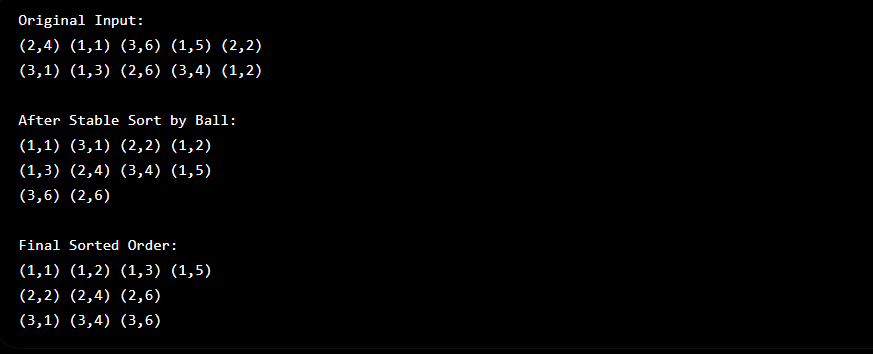 Original Input:
(2,4) (1,1) (3,6) (1,5) (2,2)
(3,1) (1,3) (2,6) (3,4) (1,2)
After Stable Sort by Ball:
(1,1) (3,1) (2,2) (1,2)
(1,3) (2,4) (3,4) (1,5)
(3,6) (2,6)
Final Sorted Order:
(1,1) (1,2) (1,3) (1,5)
(2,2) (2,4) (2,6)
(3,1) (3,4) (3,6)